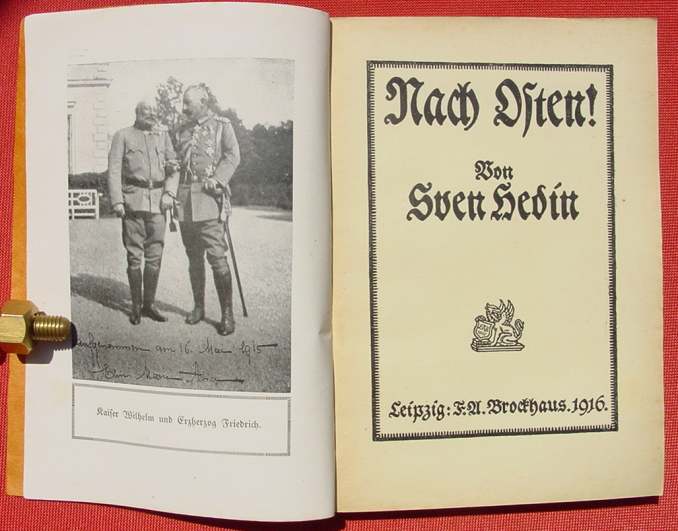 Aufgenommen am 16. Mai 1915
Kaiser Wilhelm und Erzherzog Friedrich.
Nach Osten!
Von
Sven Hedin
Leipzig: F. A. Brockhaus. 1916.